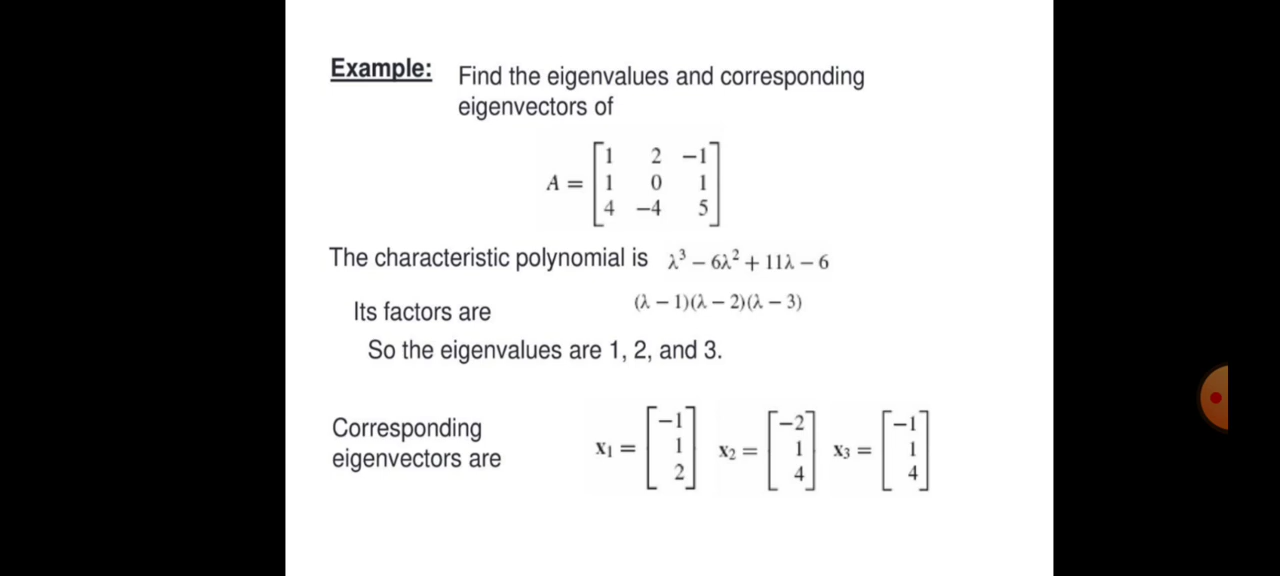 Example: Find the eigenvalues and corresponding
eigenvectors of
A = [1 2 −1
1 0 1
4 −4 5]
The characteristic polynomial is λ³ − 6λ² + 11λ − 6
Its factors are (λ − 1)(λ − 2)(λ − 3)
So the eigenvalues are 1, 2, and 3.
Corresponding
eigenvectors are
x₁ = [−1
1
2]
x₂ = [−2
1
4]
x₃ = [−1
1
4]